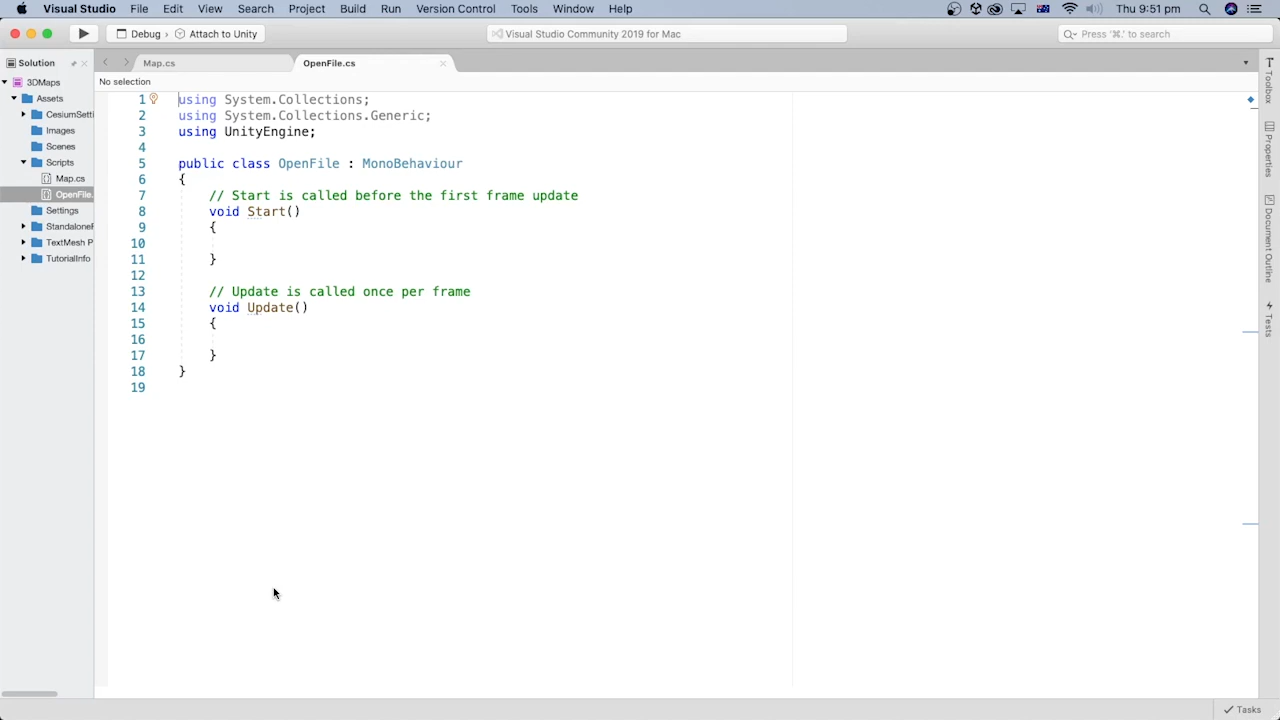 Visual Studio File Edit View Search Project Build Run Version Control Tools Window Help Thu 9:51 pm
Debug › Attach to Unity Visual Studio Community 2019 for Mac Press '⌘.' to search
Solution Map.cs OpenFile.cs
No selection
3DMaps
Assets
CesiumSetti
Images
Scenes
Scripts
Map.cs
OpenFile.
Settings
StandaloneF
TextMesh P
TutorialInfo
1 using System.Collections;
2 using System.Collections.Generic;
3 using UnityEngine;
4
5 public class OpenFile : MonoBehaviour
6 {
7 // Start is called before the first frame update
8 void Start()
9 {
10
11 }
12
13 // Update is called once per frame
14 void Update()
15 {
16
17 }
18 }
19
Toolbox
Properties
Document Outline
Tests
Tasks